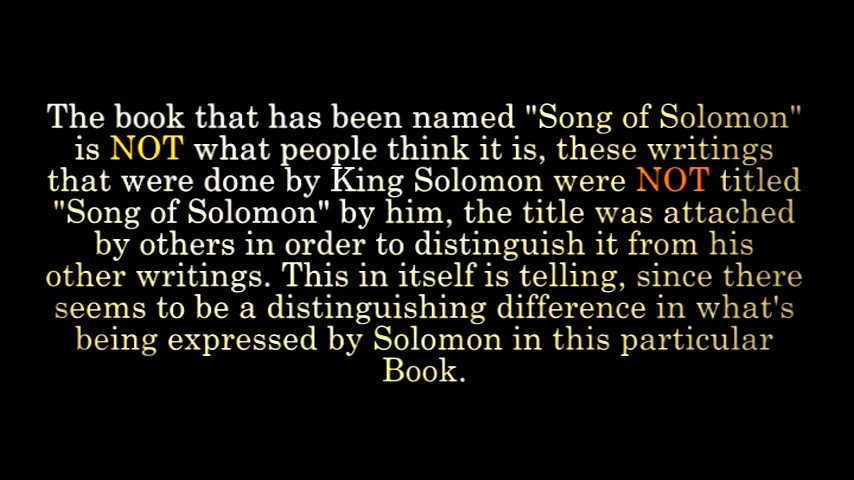 The book that has been named "Song of Solomon"
is NOT what people think it is, these writings
that were done by King Solomon were NOT titled
"Song of Solomon" by him, the title was attached
by others in order to distinguish it from his
other writings. This in itself is telling, since there
seems to be a distinguishing difference in what's
being expressed by Solomon in this particular
Book.